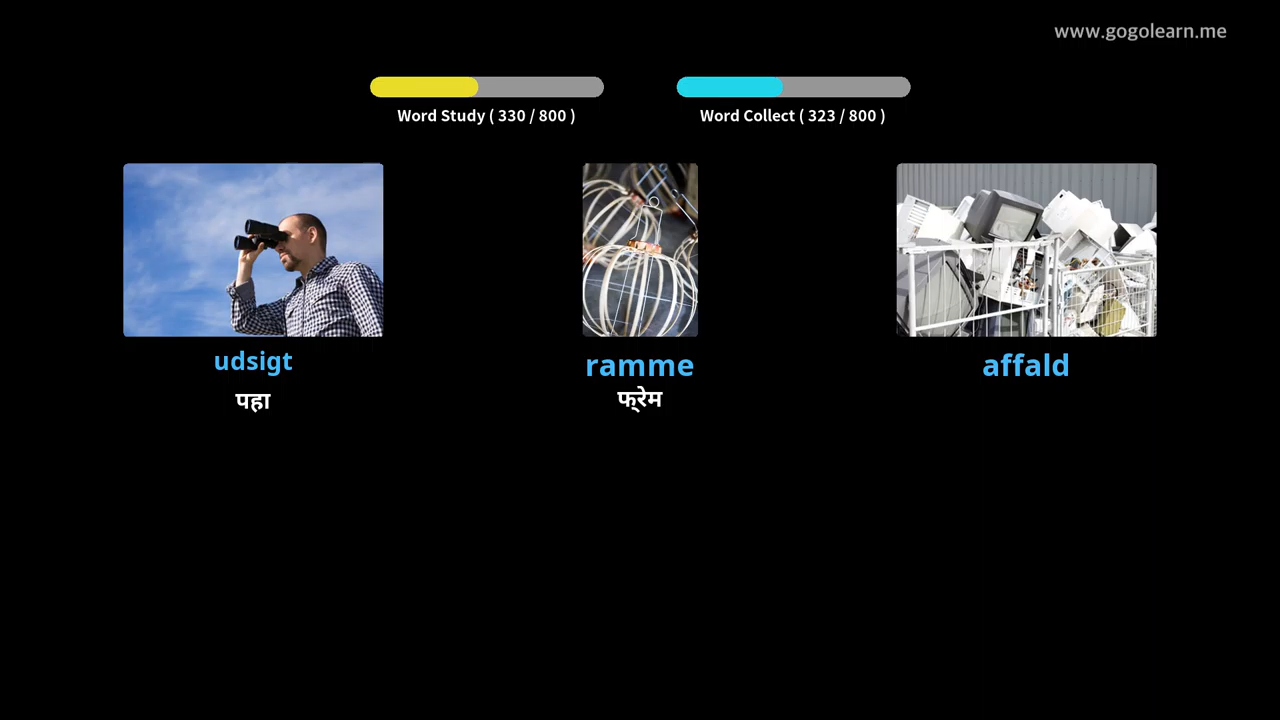 www.gogolearn.me
Word Study ( 330 / 800 )
Word Collect ( 323 / 800 )
udsigt
ramme
affald
पहा
फ्रेम